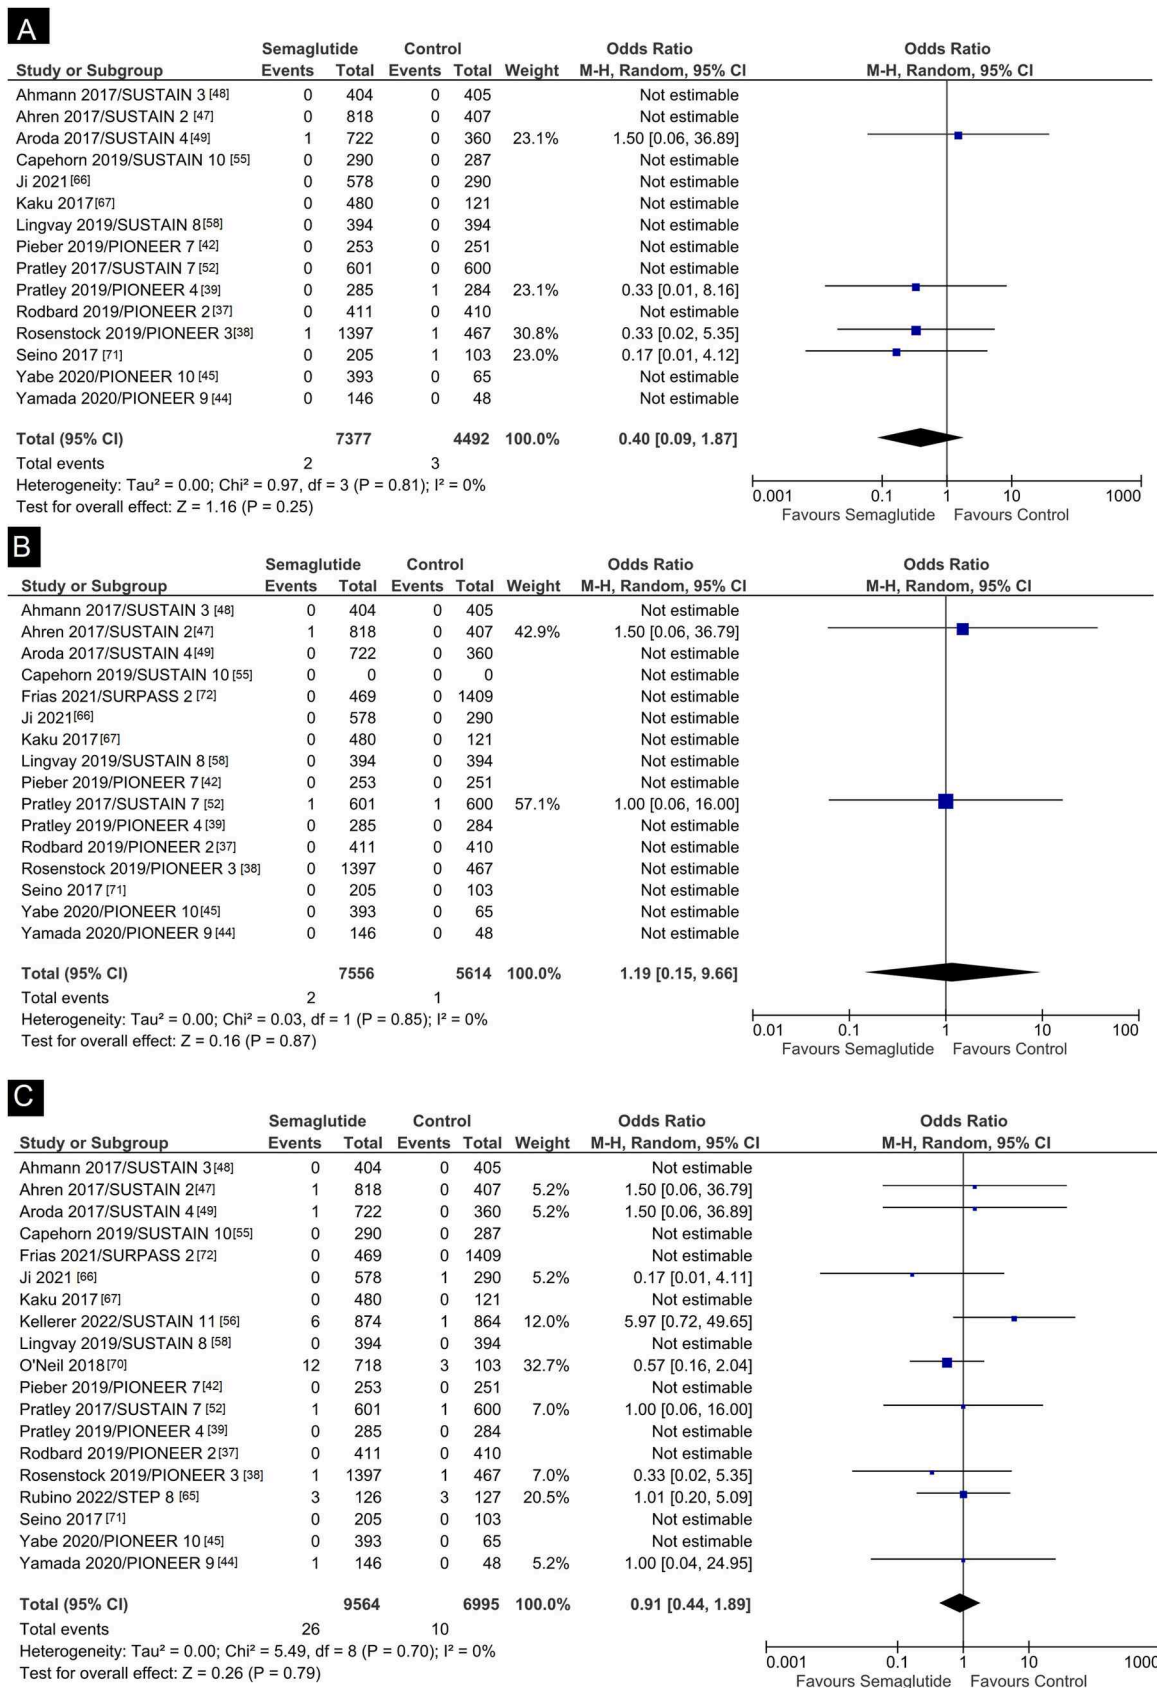 A
Semaglutide Control Odds Ratio Odds Ratio
Study or Subgroup Events Total Events Total Weight M-H, Random, 95% CI M-H, Random, 95% CI
Ahmann 2017/SUSTAIN 3 [48] 0 404 0 405 Not estimable
Ahren 2017/SUSTAIN 2 [47] 0 818 0 407 Not estimable
Aroda 2017/SUSTAIN 4 [49] 1 722 0 360 23.1% 1.50 [0.06, 36.89]
Capehorn 2019/SUSTAIN 10 [55] 0 290 0 287 Not estimable
Ji 2021 [66] 0 578 0 290 Not estimable
Kaku 2017 [67] 0 480 0 121 Not estimable
Lingvay 2019/SUSTAIN 8 [58] 0 394 0 394 Not estimable
Pieber 2019/PIONEER 7 [42] 0 253 0 251 Not estimable
Pratley 2017/SUSTAIN 7 [52] 0 601 0 600 Not estimable
Pratley 2019/PIONEER 4 [39] 0 285 1 284 23.1% 0.33 [0.01, 8.16]
Rodbard 2019/PIONEER 2 [37] 0 411 0 410 Not estimable
Rosenstock 2019/PIONEER 3[38] 1 1397 1 467 30.8% 0.33 [0.02, 5.35]
Seino 2017 [71] 0 205 1 103 23.0% 0.17 [0.01, 4.12]
Yabe 2020/PIONEER 10 [45] 0 393 0 65 Not estimable
Yamada 2020/PIONEER 9 [44] 0 146 0 48 Not estimable
Total (95% CI) 7377 4492 100.0% 0.40 [0.09, 1.87]
Total events 2 3
Heterogeneity: Tau² = 0.00; Chi² = 0.97, df = 3 (P = 0.81); I² = 0%
Test for overall effect: Z = 1.16 (P = 0.25)
0.001 0.1 1 10 1000
Favours Semaglutide Favours Control
B
Semaglutide Control Odds Ratio Odds Ratio
Study or Subgroup Events Total Events Total Weight M-H, Random, 95% CI M-H, Random, 95% CI
Ahmann 2017/SUSTAIN 3 [48] 0 404 0 405 Not estimable
Ahren 2017/SUSTAIN 2[47] 1 818 0 407 42.9% 1.50 [0.06, 36.79]
Aroda 2017/SUSTAIN 4[49] 0 722 0 360 Not estimable
Capehorn 2019/SUSTAIN 10 [55] 0 0 0 0 Not estimable
Frias 2021/SURPASS 2 [72] 0 469 0 1409 Not estimable
Ji 2021[66] 0 578 0 290 Not estimable
Kaku 2017[67] 0 480 0 121 Not estimable
Lingvay 2019/SUSTAIN 8 [58] 0 394 0 394 Not estimable
Pieber 2019/PIONEER 7[42] 0 253 0 251 Not estimable
Pratley 2017/SUSTAIN 7 [52] 1 601 1 600 57.1% 1.00 [0.06, 16.00]
Pratley 2019/PIONEER 4[39] 0 285 0 284 Not estimable
Rodbard 2019/PIONEER 2[37] 0 411 0 410 Not estimable
Rosenstock 2019/PIONEER 3 [38] 0 1397 0 467 Not estimable
Seino 2017 [71] 0 205 0 103 Not estimable
Yabe 2020/PIONEER 10[45] 0 393 0 65 Not estimable
Yamada 2020/PIONEER 9[44] 0 146 0 48 Not estimable
Total (95% CI) 7556 5614 100.0% 1.19 [0.15, 9.66]
Total events 2 1
Heterogeneity: Tau² = 0.00; Chi² = 0.03, df = 1 (P = 0.85); I² = 0%
Test for overall effect: Z = 0.16 (P = 0.87)
0.01 0.1 1 10 100
Favours Semaglutide Favours Control
C
Semaglutide Control Odds Ratio Odds Ratio
Study or Subgroup Events Total Events Total Weight M-H, Random, 95% CI M-H, Random, 95% CI
Ahmann 2017/SUSTAIN 3[48] 0 404 0 405 Not estimable
Ahren 2017/SUSTAIN 2[47] 1 818 0 407 5.2% 1.50 [0.06, 36.79]
Aroda 2017/SUSTAIN 4[49] 1 722 0 360 5.2% 1.50 [0.06, 36.89]
Capehorn 2019/SUSTAIN 10[55] 0 290 0 287 Not estimable
Frias 2021/SURPASS 2[72] 0 469 0 1409 Not estimable
Ji 2021 [66] 0 578 1 290 5.2% 0.17 [0.01, 4.11]
Kaku 2017[67] 0 480 0 121 Not estimable
Kellerer 2022/SUSTAIN 11 [56] 6 874 1 864 12.0% 5.97 [0.72, 49.65]
Lingvay 2019/SUSTAIN 8 [58] 0 394 0 394 Not estimable
O'Neil 2018[70] 12 718 3 103 32.7% 0.57 [0.16, 2.04]
Pieber 2019/PIONEER 7[42] 0 253 0 251 Not estimable
Pratley 2017/SUSTAIN 7 [52] 1 601 1 600 7.0% 1.00 [0.06, 16.00]
Pratley 2019/PIONEER 4 [39] 0 285 0 284 Not estimable
Rodbard 2019/PIONEER 2[37] 0 411 0 410 Not estimable
Rosenstock 2019/PIONEER 3 [38] 1 1397 1 467 7.0% 0.33 [0.02, 5.35]
Rubino 2022/STEP 8 [65] 3 126 3 127 20.5% 1.01 [0.20, 5.09]
Seino 2017[71] 0 205 0 103 Not estimable
Yabe 2020/PIONEER 10[45] 0 393 0 65 Not estimable
Yamada 2020/PIONEER 9 [44] 1 146 0 48 5.2% 1.00 [0.04, 24.95]
Total (95% CI) 9564 6995 100.0% 0.91 [0.44, 1.89]
Total events 26 10
Heterogeneity: Tau² = 0.00; Chi² = 5.49, df = 8 (P = 0.70); I² = 0%
Test for overall effect: Z = 0.26 (P = 0.79)
0.001 0.1 1 10 1000
Favours Semaglutide Favours Control